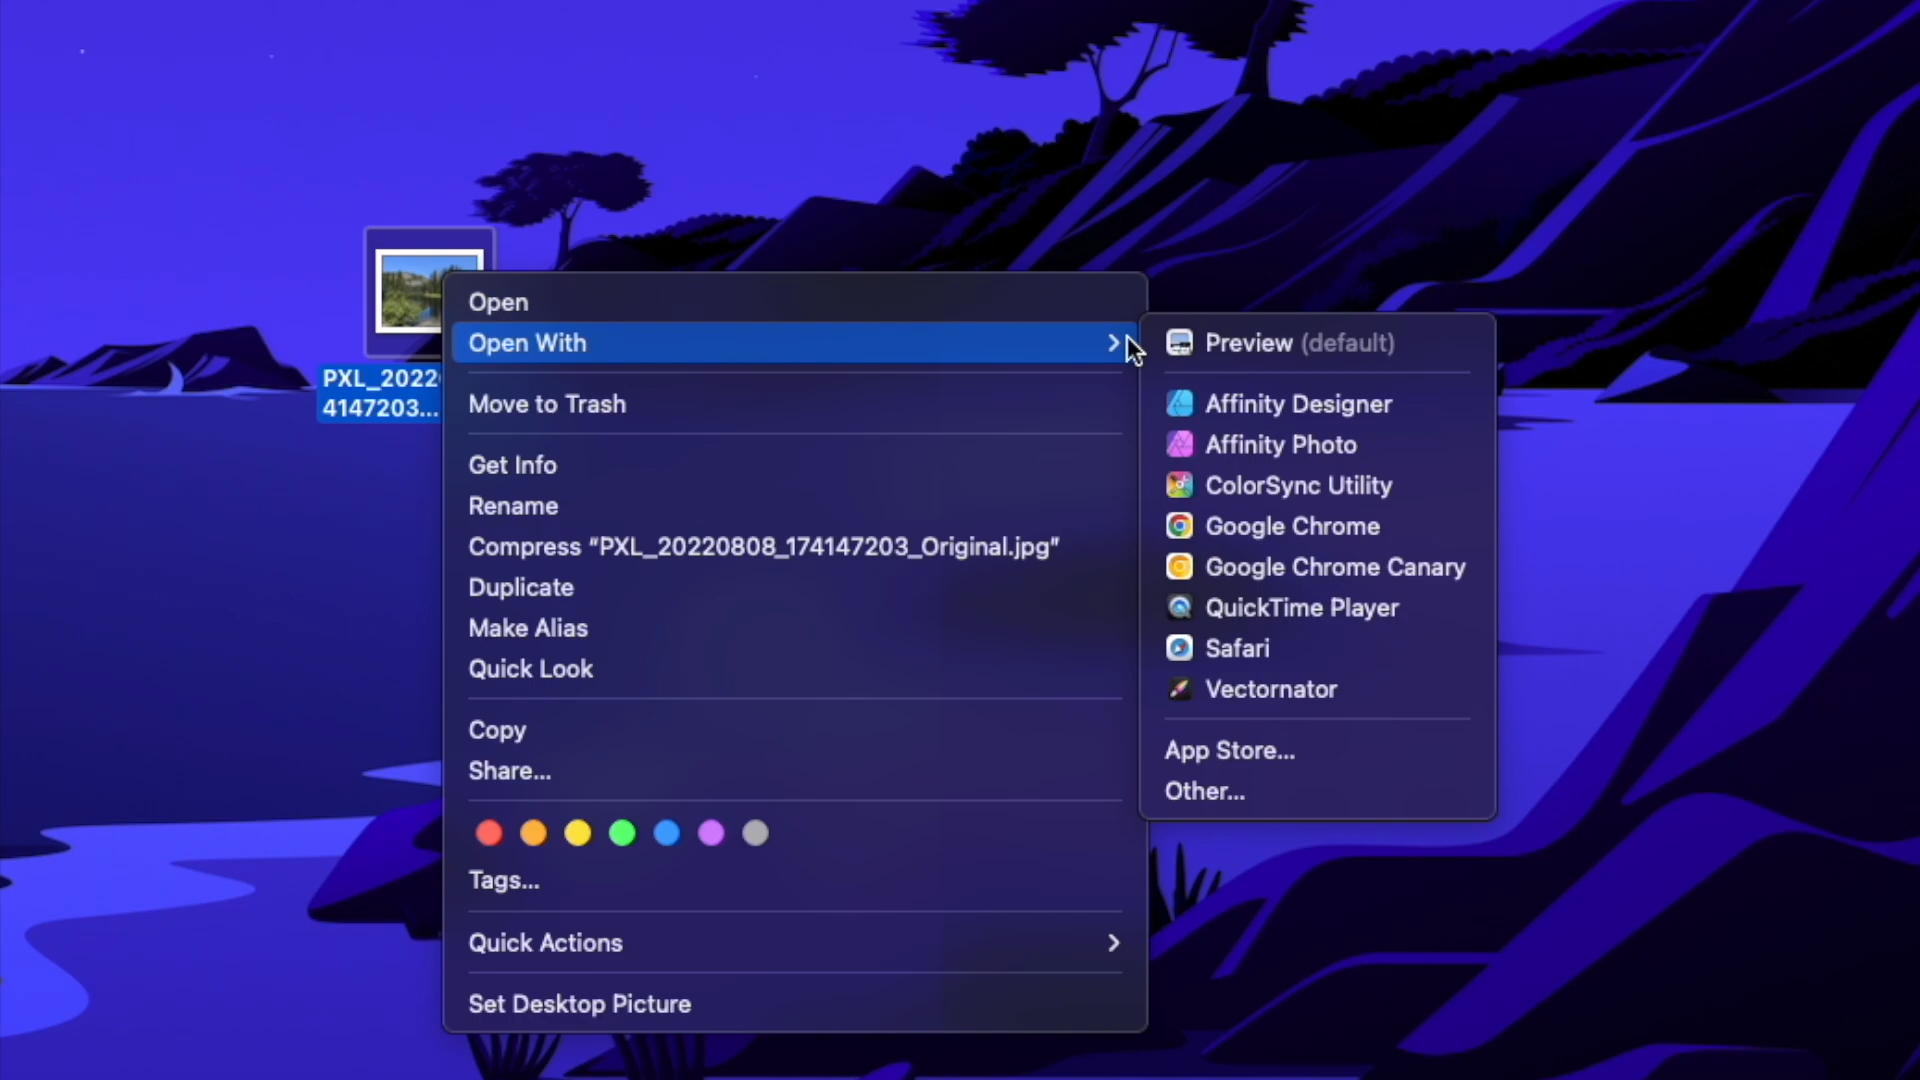 PXL_2022
4147203...
Open
Open With
Move to Trash
Get Info
Rename
Compress “PXL_20220808_174147203_Original.jpg”
Duplicate
Make Alias
Quick Look
Copy
Share...
Tags...
Quick Actions
Set Desktop Picture
Preview (default)
Affinity Designer
Affinity Photo
ColorSync Utility
Google Chrome
Google Chrome Canary
QuickTime Player
Safari
Vectornator
App Store...
Other...